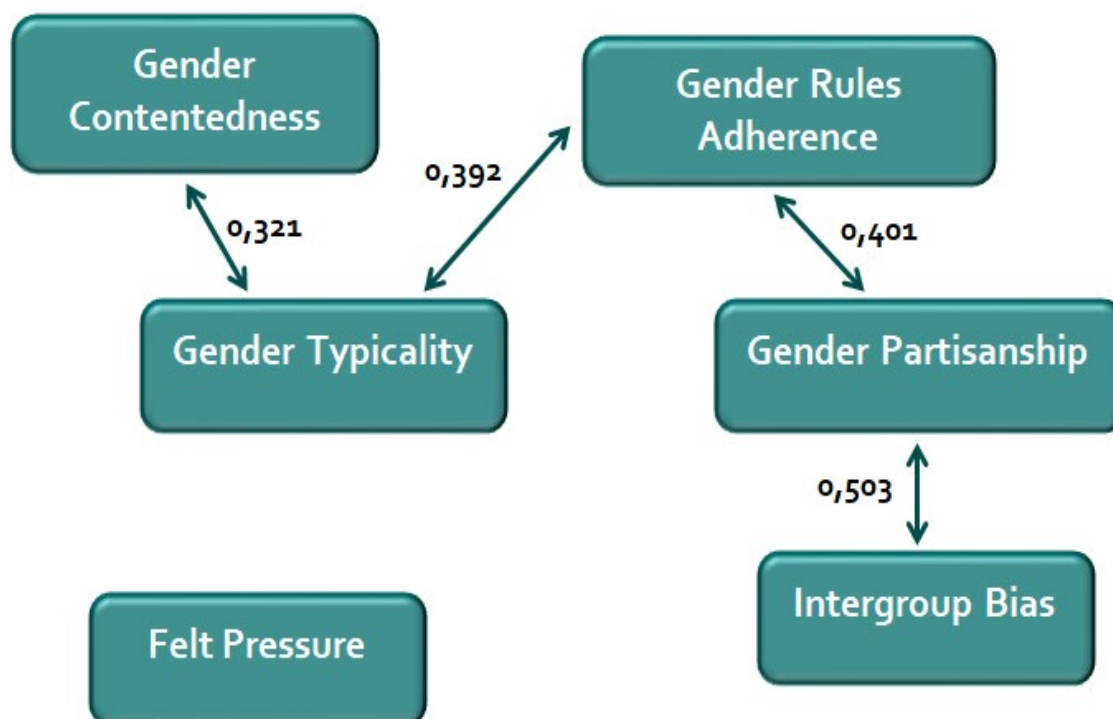 Gender
Contentedness
Gender Rules
Adherence
0,392
0,321
0,401
Gender Typicality
Gender Partisanship
0,503
Intergroup Bias
Felt Pressure